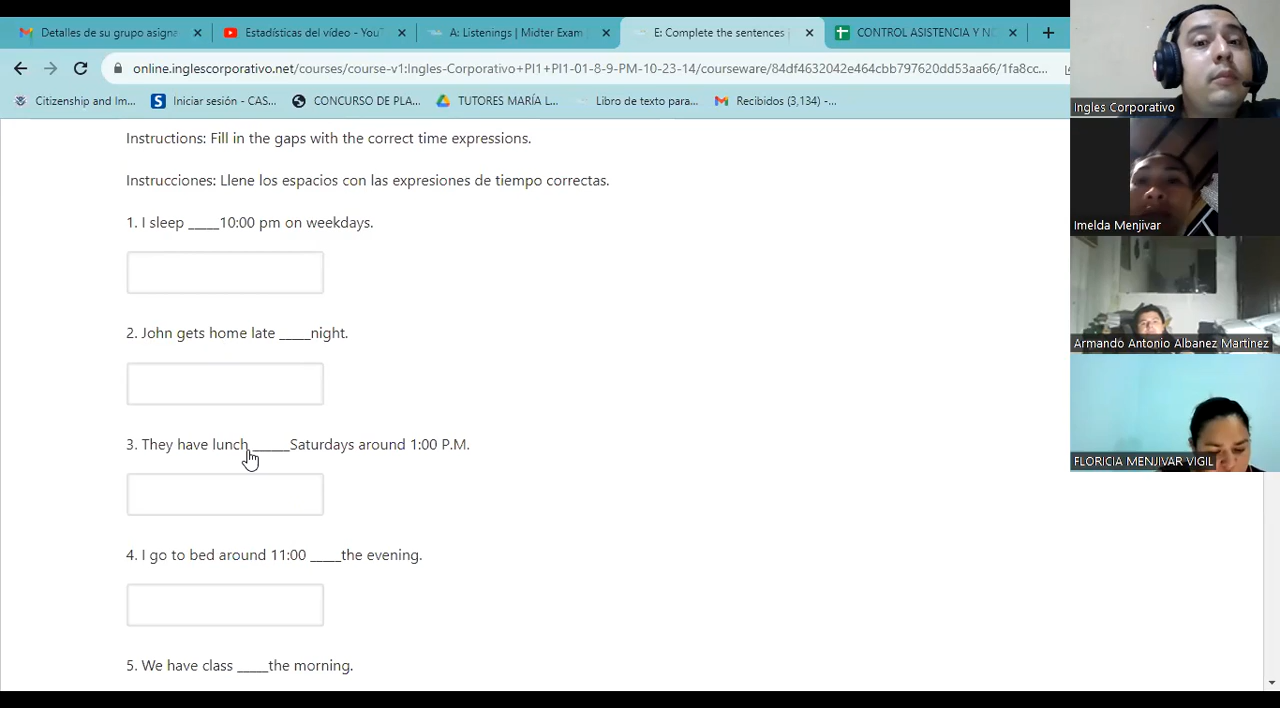 Detalles de su grupo asigna
Estadísticas del vídeo - YouT
A: Listenings | Midter Exam
E: Complete the sentences
CONTROL ASISTENCIA Y NO
online.inglescorporativo.net/courses/course-v1:Ingles-Corporativo+PI1+PI1-01-8-9-PM-10-23-14/courseware/84df4632042e464cbb797620dd53aa66/1fa8cc...
Citizenship and Im...
Iniciar sesión - CAS...
CONCURSO DE PLA...
TUTORES MARÍA L...
Libro de texto para...
Recibidos (3,134) -...
Instructions: Fill in the gaps with the correct time expressions.
Instrucciones: Llene los espacios con las expresiones de tiempo correctas.
1. I sleep ____10:00 pm on weekdays.
2. John gets home late ____night.
3. They have lunch _____Saturdays around 1:00 P.M.
4. I go to bed around 11:00 ____the evening.
5. We have class ____the morning.
Ingles Corporativo
Imelda Menjivar
Armando Antonio Albanez Martinez
FLORICIA MENJIVAR VIGIL